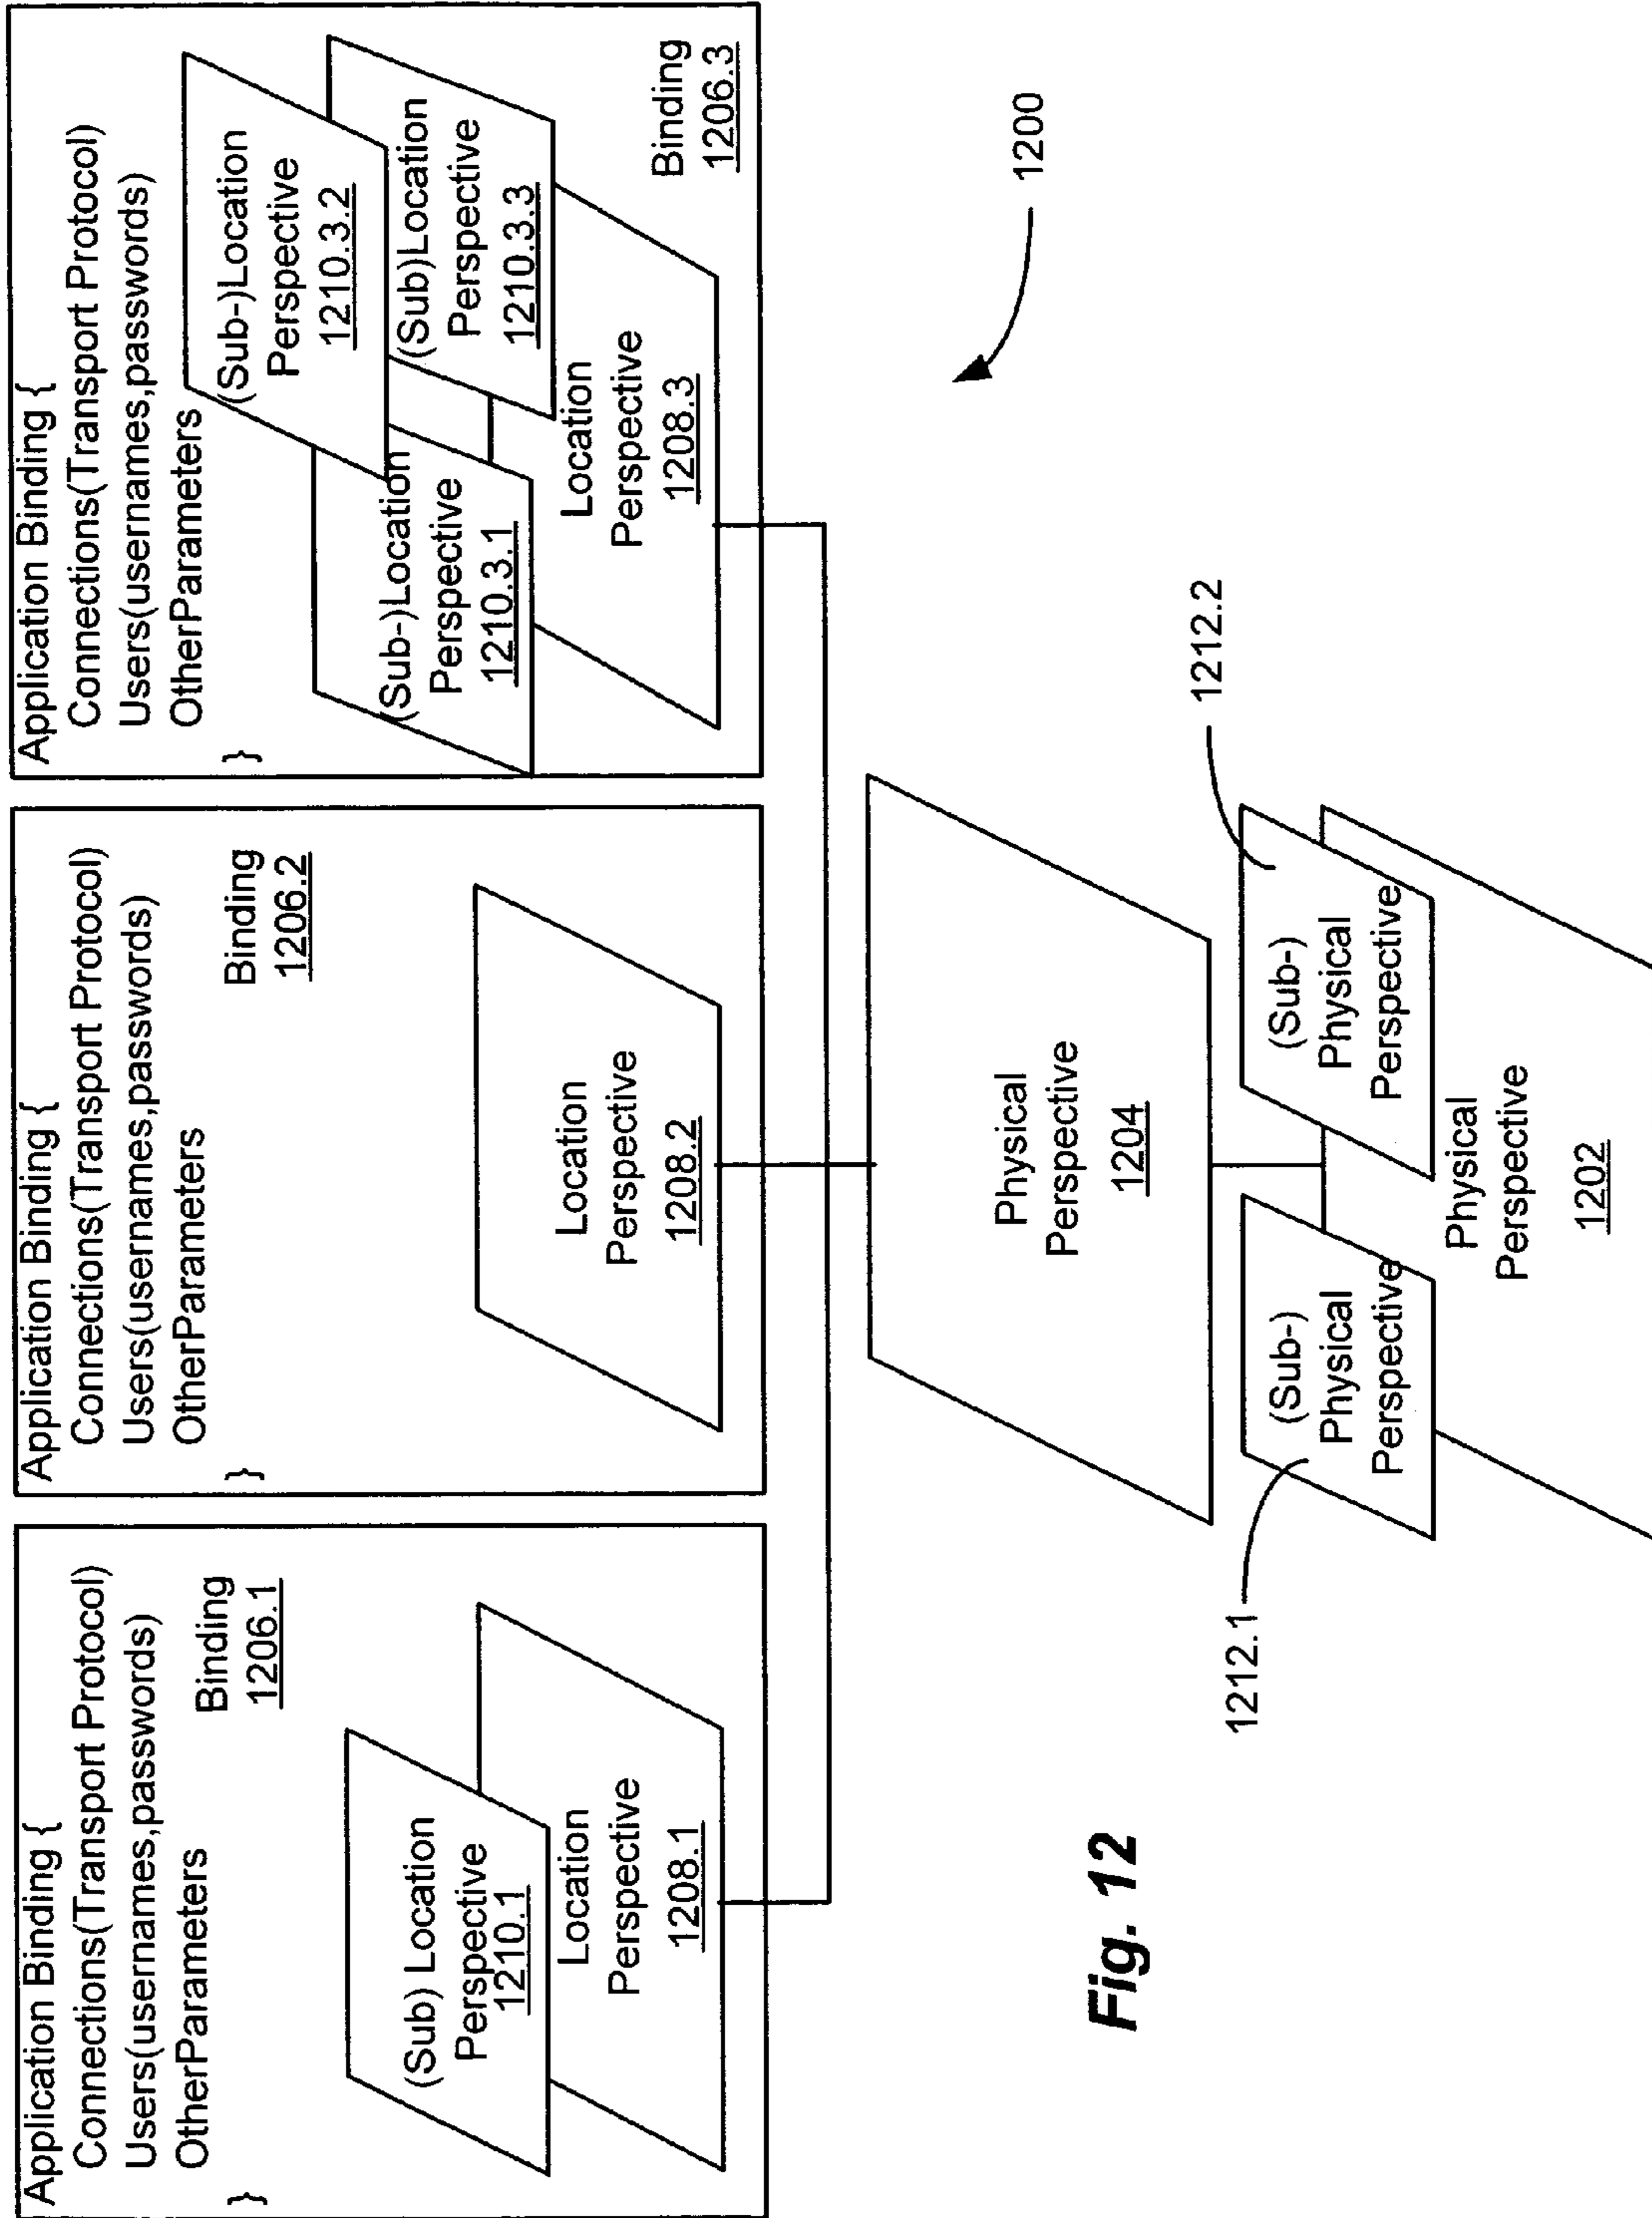 Application Binding {
Connections(Transport Protocol)
Users(usernames,passwords)
OtherParameters
}
Binding
1206.1
(Sub) Location
Perspective
1210.1
Location
Perspective
1208.1
Application Binding {
Connections(Transport Protocol)
Users(usernames,passwords)
OtherParameters
}
Binding
1206.2
Location
Perspective
1208.2
Application Binding {
Connections(Transport Protocol)
Users(usernames,passwords)
OtherParameters
}
(Sub-)Location
Perspective
1210.3.2
(Sub-)Location
Perspective
1210.3.1
(Sub)Location
Perspective
1210.3.3
Location
Perspective
1208.3
Binding
1206.3
Physical
Perspective
1204
1200
1212.1
(Sub-)
Physical
Perspective
1212.2
(Sub-)
Physical
Perspective
Physical
Perspective
1202
Fig. 12